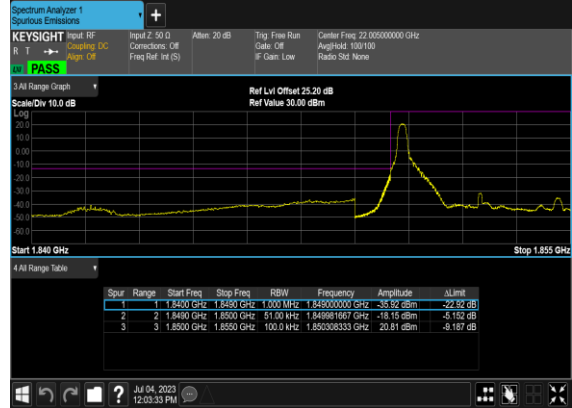 Spectrum Analyzer 1
Spurious Emissions
KEYSIGHT Input: RF Input Z: 50 Ω Atten: 20 dB Trig: Free Run Center Freq: 22.005000000 GHz
R T Coupling: DC Corrections: Off Gate: Off Avg|Hold: 100/100
Align: Off Freq Ref: Int (S) IF Gain: Low Radio Std: None
PASS
3 All Range Graph
Ref Lvl Offset 25.20 dB
Scale/Div 10.0 dB Ref Value 30.00 dBm
Log
20.0
10.0
0.00
-10.0
-20.0
-30.0
-40.0
-50.0
-60.0
Start 1.840 GHz Stop 1.855 GHz
4 All Range Table
Spur Range Start Freq Stop Freq RBW Frequency Amplitude ΔLimit
1 1 1.8400 GHz 1.8490 GHz 1.000 MHz 1.849000000 GHz -35.92 dBm -22.92 dB
2 2 1.8490 GHz 1.8500 GHz 51.00 kHz 1.849981667 GHz -18.15 dBm -5.152 dB
3 3 1.8500 GHz 1.8550 GHz 100.0 kHz 1.850308333 GHz 20.81 dBm -9.187 dB
? Jul 04, 2023
12:03:33 PM